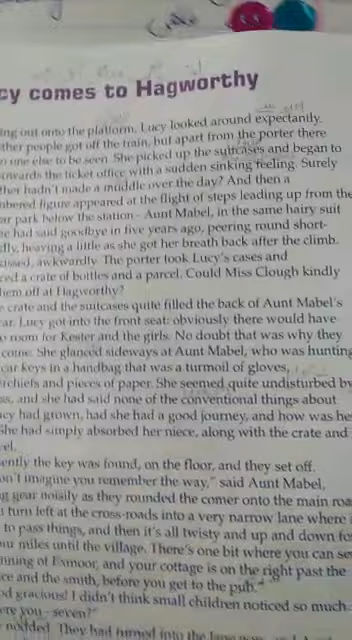 cy comes to Hagworthy
ing out onto the platform, Lucy looked around expectantly.
ther people got off the train, but apart from the porter there
o one else to be seen. She picked up the suitcases and began to
towards the ticket office with a sudden sinking feeling. Surely
ther hadn't made a muddle over the day? And then a
mbered figure appeared at the flight of steps leading up from the
ar park below the station - Aunt Mabel, in the same hairy suit
he had said goodbye in five years ago, peering round short-
dly, heaving a little as she got her breath back after the climb.
kissed, awkwardly. The porter took Lucy's cases and
ced a crate of bottles and a parcel. Could Miss Clough kindly
hem off at Hagworthy?
e crate and the suitcases quite filled the back of Aunt Mabel's
ar. Lucy got into the front seat: obviously there would have
o room for Kester and the girls. No doubt that was why they
come. She glanced sideways at Aunt Mabel, who was hunting
car keys in a handbag that was a turmoil of gloves,
rchiefs and pieces of paper. She seemed quite undisturbed by
ss, and she had said none of the conventional things about
ucy had grown, had she had a good journey, and how was he
She had simply absorbed her niece, along with the crate and
vel.
ently the key was found, on the floor, and they set off.
on't imagine you remember the way," said Aunt Mabel,
g gear noisily as they rounded the corner onto the main roa
u turn left at the cross-roads into a very narrow lane where
to pass things, and then it's all twisty and up and down fo
our miles until the village. There's one bit where you can se
nning of Exmoor, and your cottage is on the right past the
ce and the smith, before you get to the pub."
od gracious! I didn't think small children noticed so much
ere you - seven?"
nodded. They had turned into the